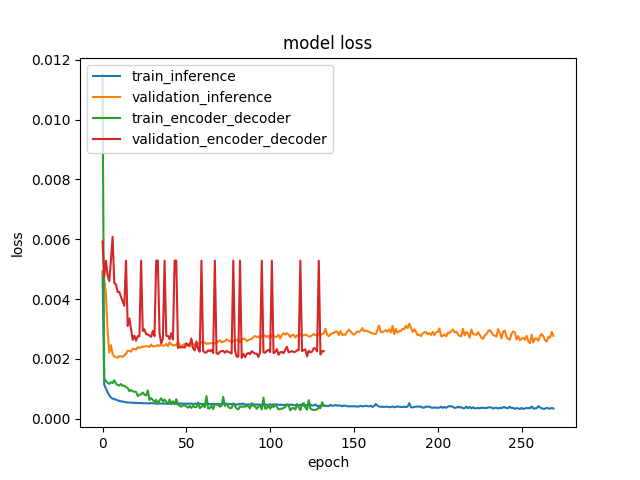 model loss
train_inference
validation_inference
train_encoder_decoder
validation_encoder_decoder
0.012
0.010
0.008
0.006
0.004
0.002
0.000
loss
0 50 100 150 200 250
epoch